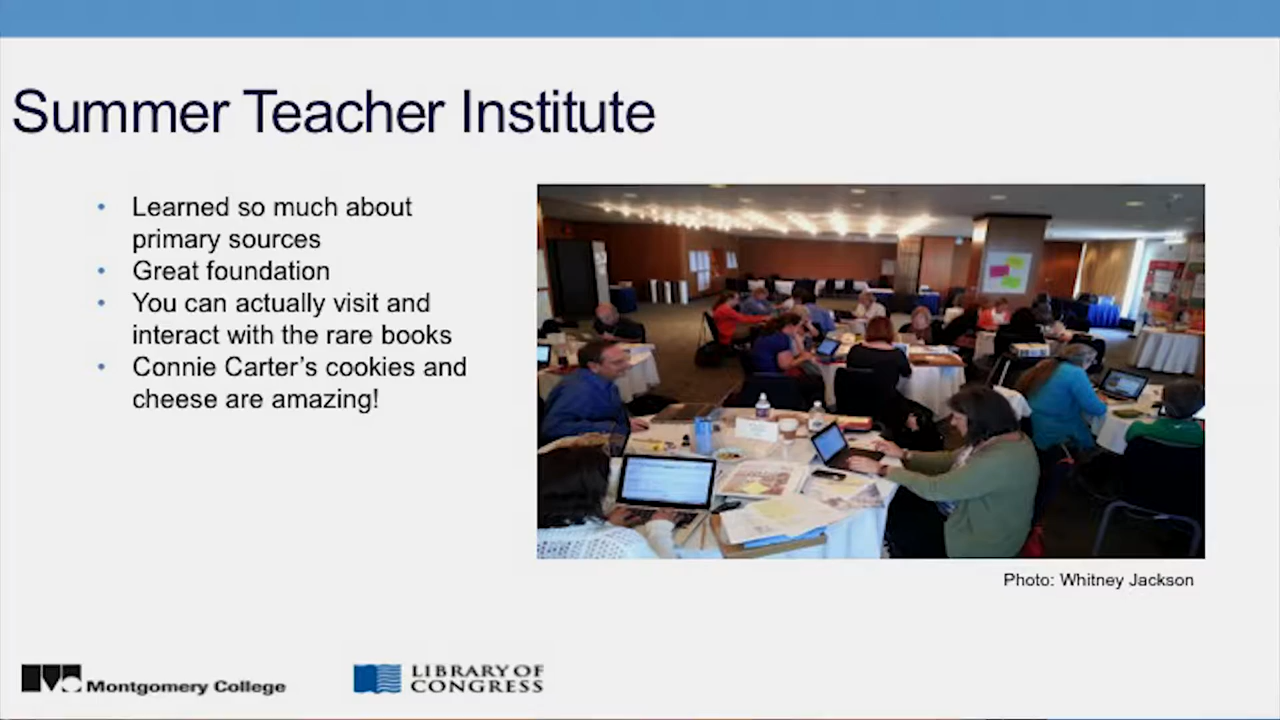 Summer Teacher Institute
• Learned so much about
primary sources
• Great foundation
• You can actually visit and
interact with the rare books
• Connie Carter's cookies and
cheese are amazing!
Photo: Whitney Jackson
Montgomery College
LIBRARY OF
CONGRESS